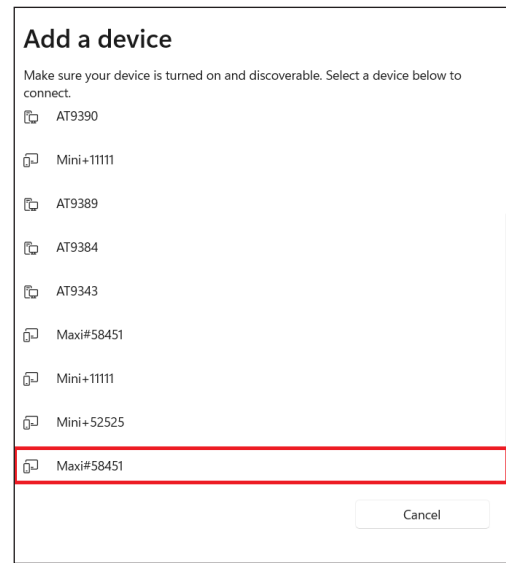 Add a device
Make sure your device is turned on and discoverable. Select a device below to
connect.
AT9390
Mini+11111
AT9389
AT9384
AT9343
Maxi#58451
Mini+11111
Mini+52525
Maxi#58451
Cancel